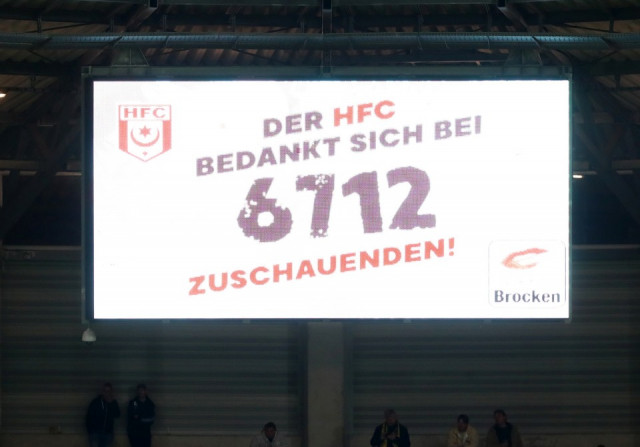 HFC
DER HFC
BEDANKT SICH BEI
6712
ZUSCHAUENDEN!
Brocken